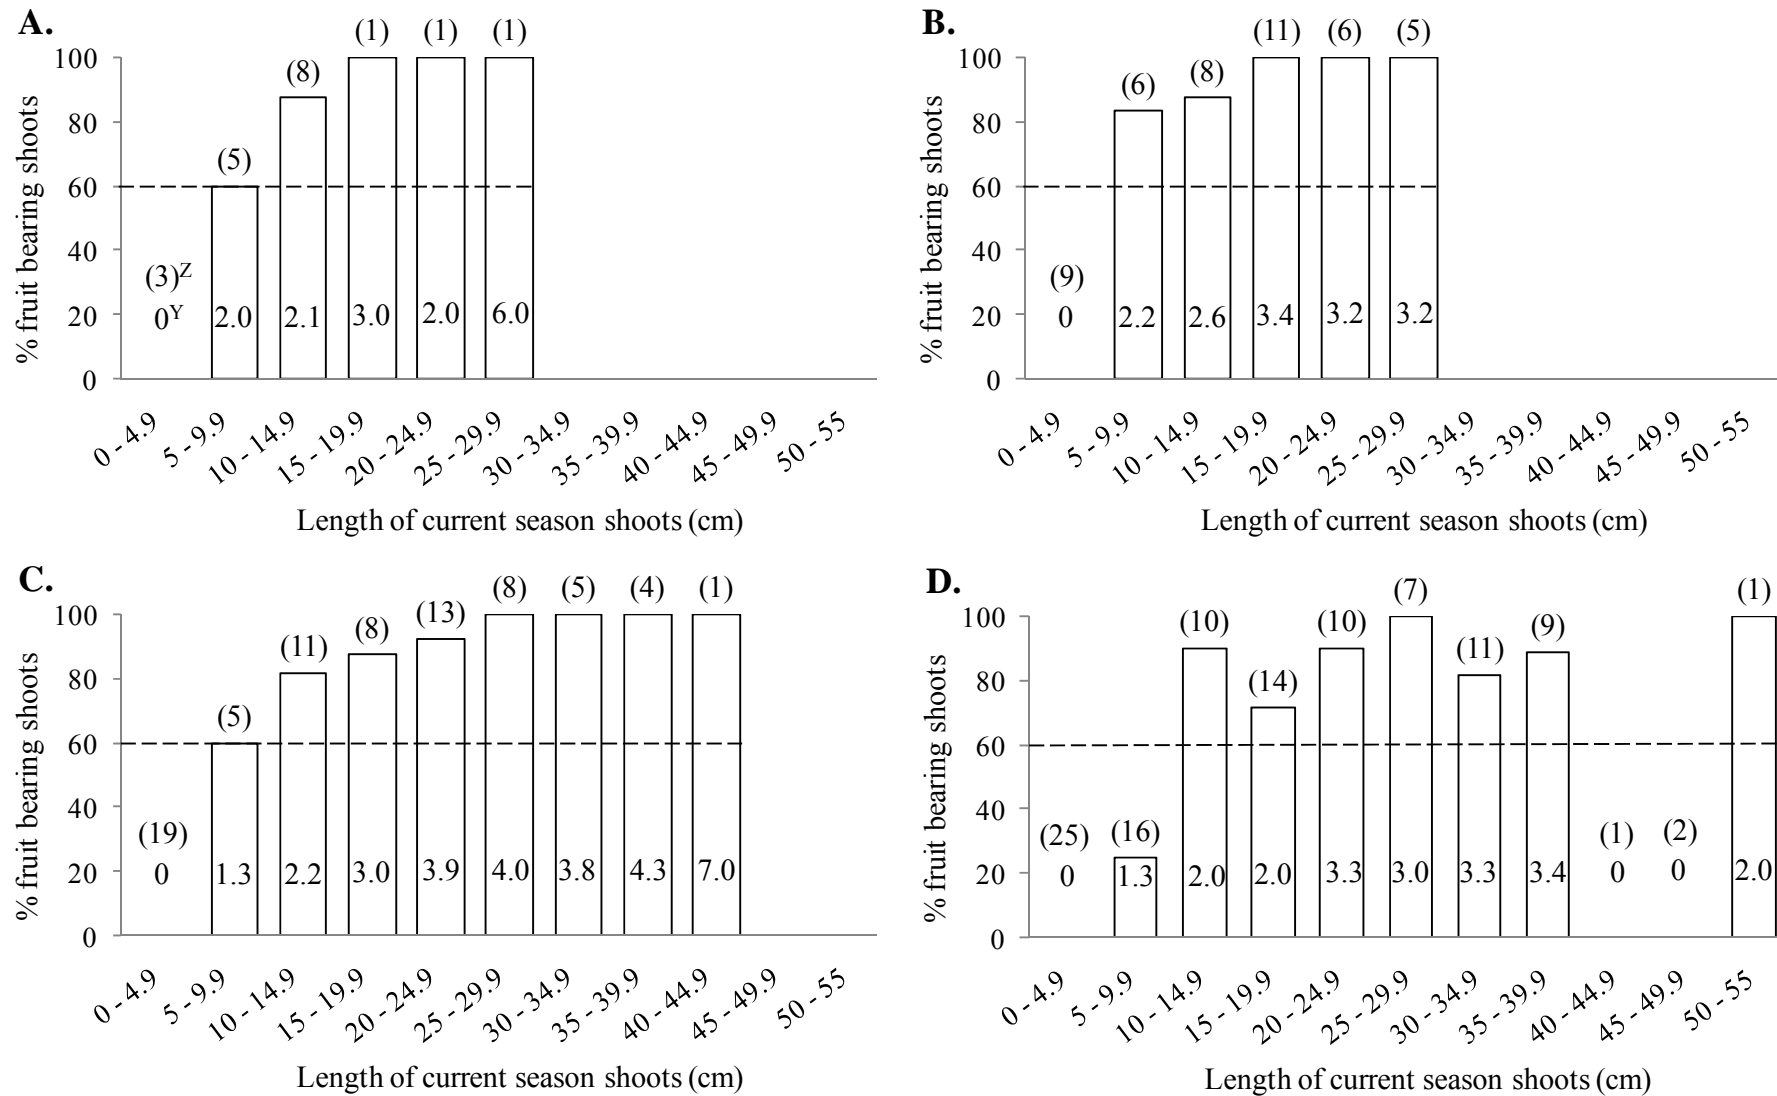 A.
% fruit bearing shoots
100
80
60
40
20
0
(3)Z
0Y
(5)
2.0
(8)
2.1
(1)
3.0
(1)
2.0
(1)
6.0
0 - 4.9
5 - 9.9
10 - 14.9
15 - 19.9
20 - 24.9
25 - 29.9
30 - 34.9
35 - 39.9
40 - 44.9
45 - 49.9
50 - 55
Length of current season shoots (cm)
B.
% fruit bearing shoots
100
80
60
40
20
0
(9)
0
(6)
2.2
(8)
2.6
(11)
3.4
(6)
3.2
(5)
3.2
0 - 4.9
5 - 9.9
10 - 14.9
15 - 19.9
20 - 24.9
25 - 29.9
30 - 34.9
35 - 39.9
40 - 44.9
45 - 49.9
50 - 55
Length of current season shoots (cm)
C.
% fruit bearing shoots
100
80
60
40
20
0
(19)
0
(5)
1.3
(11)
2.2
(8)
3.0
(13)
3.9
(8)
4.0
(5)
3.8
(4)
4.3
(1)
7.0
0 - 4.9
5 - 9.9
10 - 14.9
15 - 19.9
20 - 24.9
25 - 29.9
30 - 34.9
35 - 39.9
40 - 44.9
45 - 49.9
50 - 55
Length of current season shoots (cm)
D.
% fruit bearing shoots
100
80
60
40
20
0
(25)
0
(16)
1.3
(10)
2.0
(14)
2.0
(10)
3.3
(7)
3.0
(11)
3.3
(9)
3.4
(1)
0
(2)
0
(1)
2.0
0 - 4.9
5 - 9.9
10 - 14.9
15 - 19.9
20 - 24.9
25 - 29.9
30 - 34.9
35 - 39.9
40 - 44.9
45 - 49.9
50 - 55
Length of current season shoots (cm)